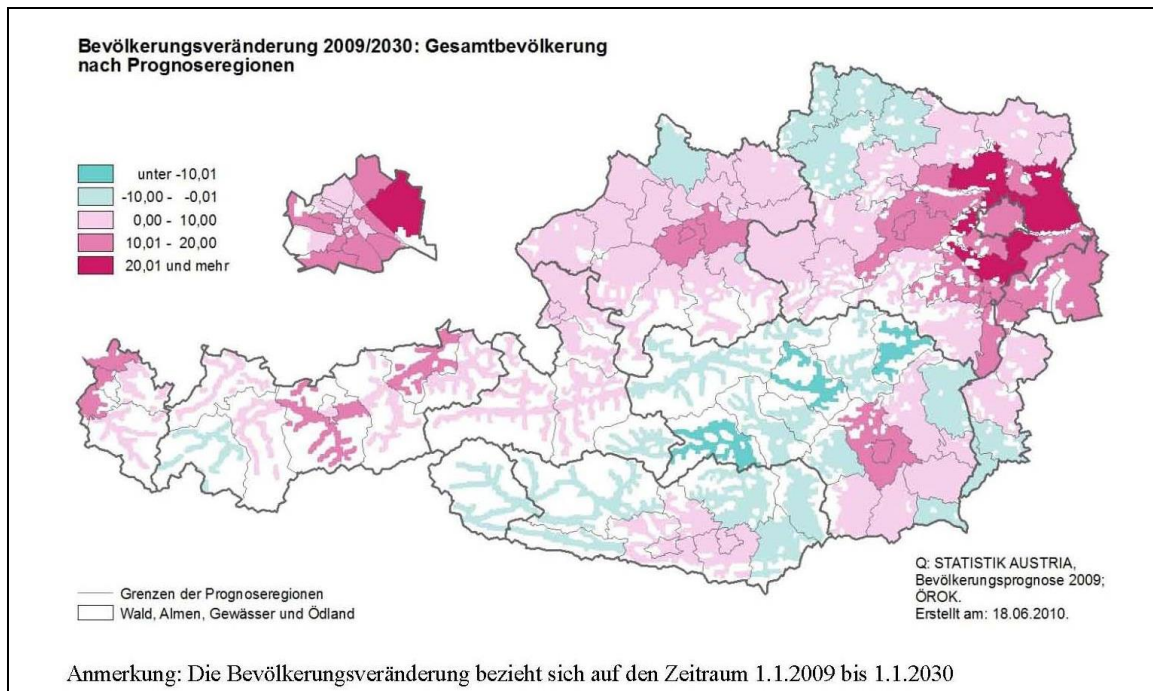 Bevölkerungsveränderung 2009/2030: Gesamtbevölkerung
nach Prognoseregionen
unter -10,01
-10,00 - -0,01
0,00 - 10,00
10,01 - 20,00
20,01 und mehr
Grenzen der Prognoseregionen
Wald, Almen, Gewässer und Ödland
Q: STATISTIK AUSTRIA,
Bevölkerungsprognose 2009;
ÖROK.
Erstellt am: 18.06.2010.
Anmerkung: Die Bevölkerungsveränderung bezieht sich auf den Zeitraum 1.1.2009 bis 1.1.2030